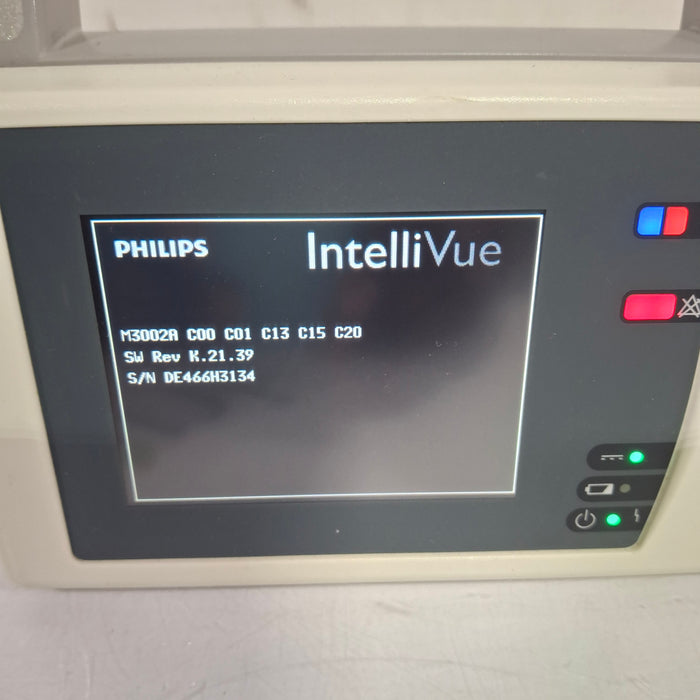 PHILIPS
IntelliVue
M3002A C00 C01 C13 C15 C20
SW Rev K.21.39
S/N DE466H3134